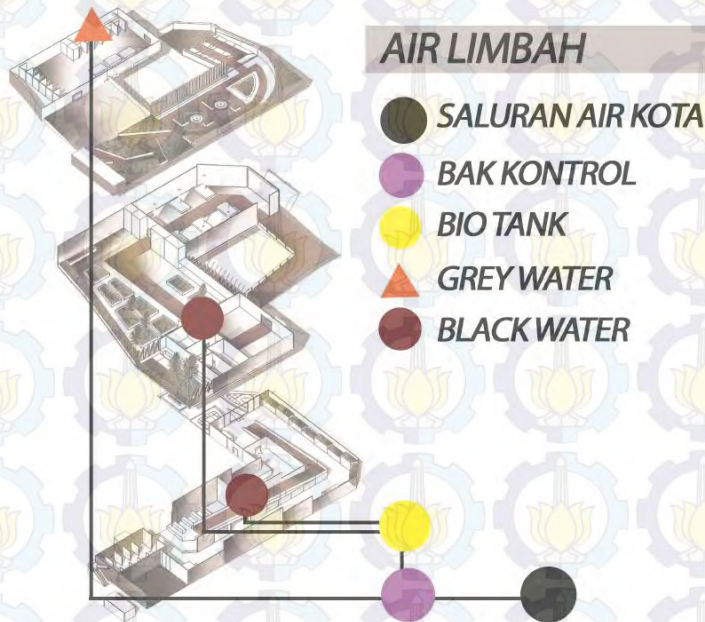 AIR LIMBAH
SALURAN AIR KOTA
BAK KONTROL
BIO TANK
GREY WATER
BLACK WATER